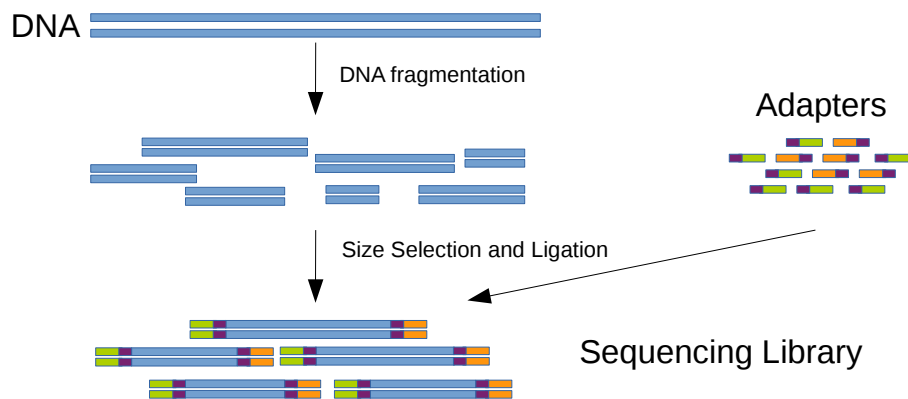 DNA
DNA fragmentation
Adapters
Size Selection and Ligation
Sequencing Library